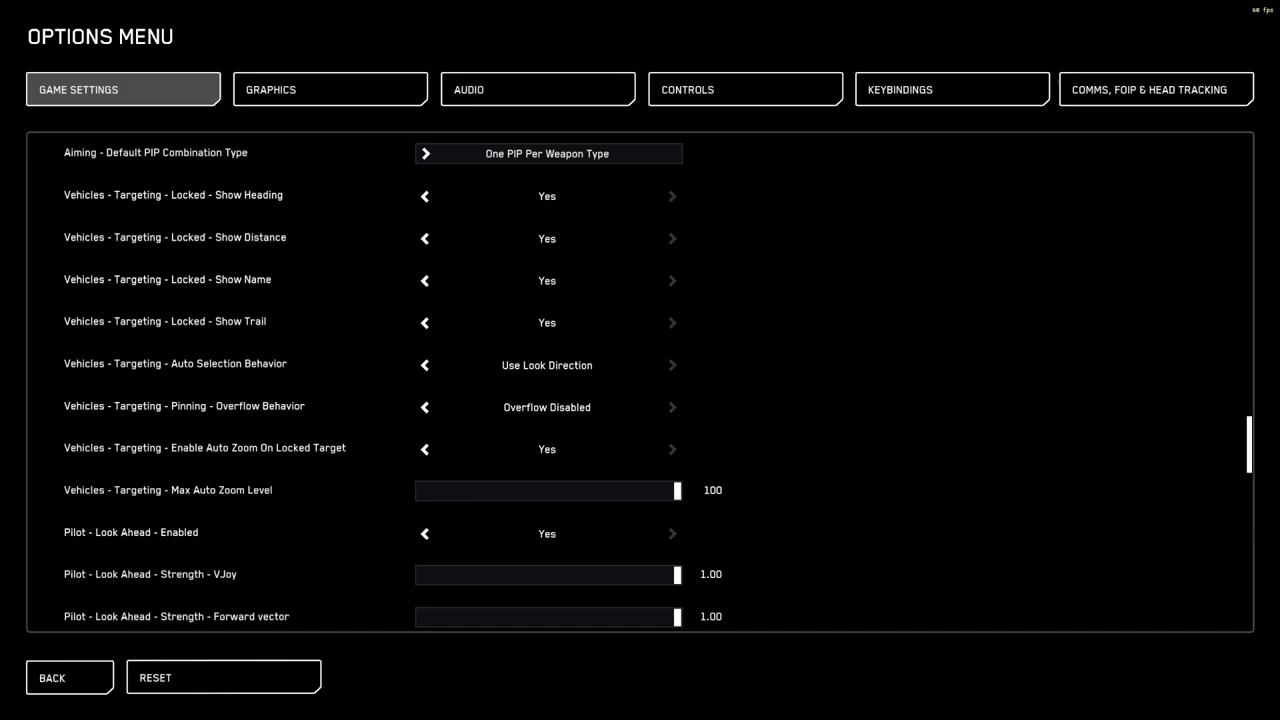 60 fps
OPTIONS MENU
GAME SETTINGS
GRAPHICS
AUDIO
CONTROLS
KEYBINDINGS
COMMS, FOIP & HEAD TRACKING
Aiming - Default PIP Combination Type
One PIP Per Weapon Type
Vehicles - Targeting - Locked - Show Heading
Yes
Vehicles - Targeting - Locked - Show Distance
Yes
Vehicles - Targeting - Locked - Show Name
Yes
Vehicles - Targeting - Locked - Show Trail
Yes
Vehicles - Targeting - Auto Selection Behavior
Use Look Direction
Vehicles - Targeting - Pinning - Overflow Behavior
Overflow Disabled
Vehicles - Targeting - Enable Auto Zoom On Locked Target
Yes
Vehicles - Targeting - Max Auto Zoom Level
100
Pilot - Look Ahead - Enabled
Yes
Pilot - Look Ahead - Strength - VJoy
1.00
Pilot - Look Ahead - Strength - Forward vector
1.00
BACK
RESET